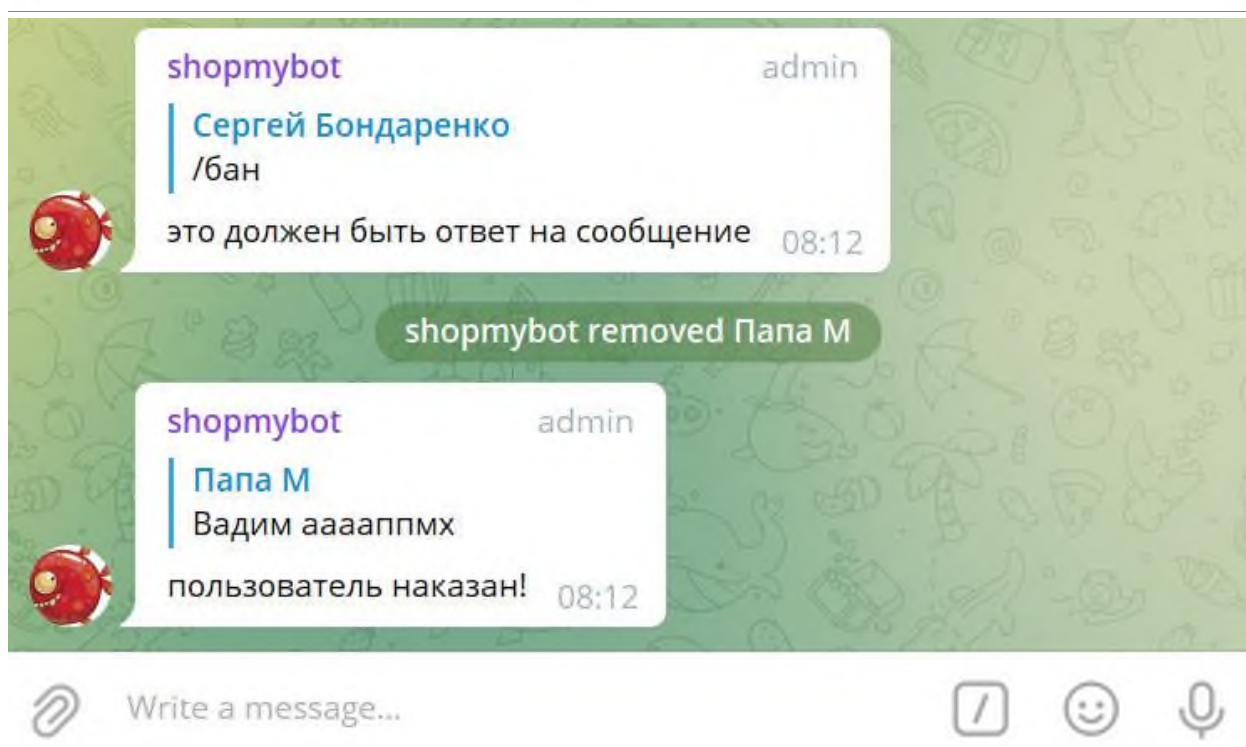 shopmybot admin
Сергей Бондаренко
/бан
это должен быть ответ на сообщение 08:12
shopmybot removed Папа М
shopmybot admin
Папа М
Вадим ааааппмх
пользователь наказан! 08:12
Write a message...